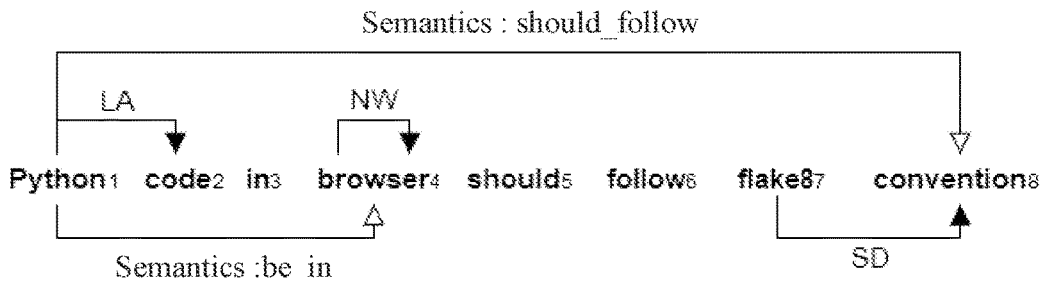 Semantics : should_follow
LA NW
Python1 code2 in3 browser4 should5 follow6 flake87 convention8
SD
Semantics :be_in